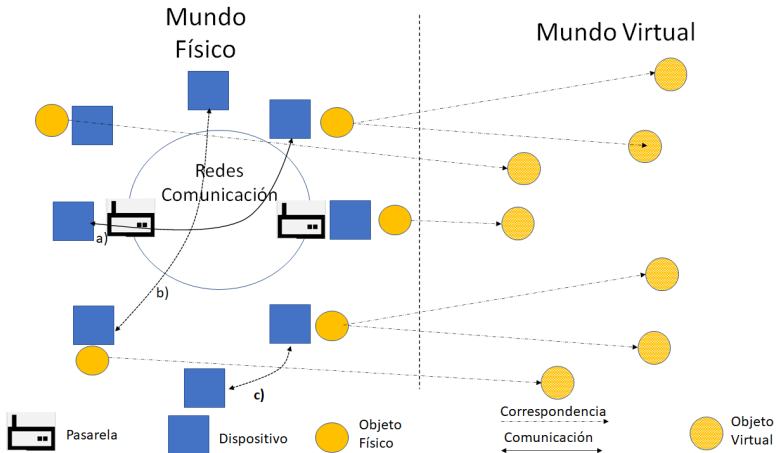 Mundo
Físico
Mundo Virtual
Redes
Comunicación
a)
b)
c)
Pasarela
Dispositivo
Objeto
Físico
Correspondencia
Comunicación
Objeto
Virtual